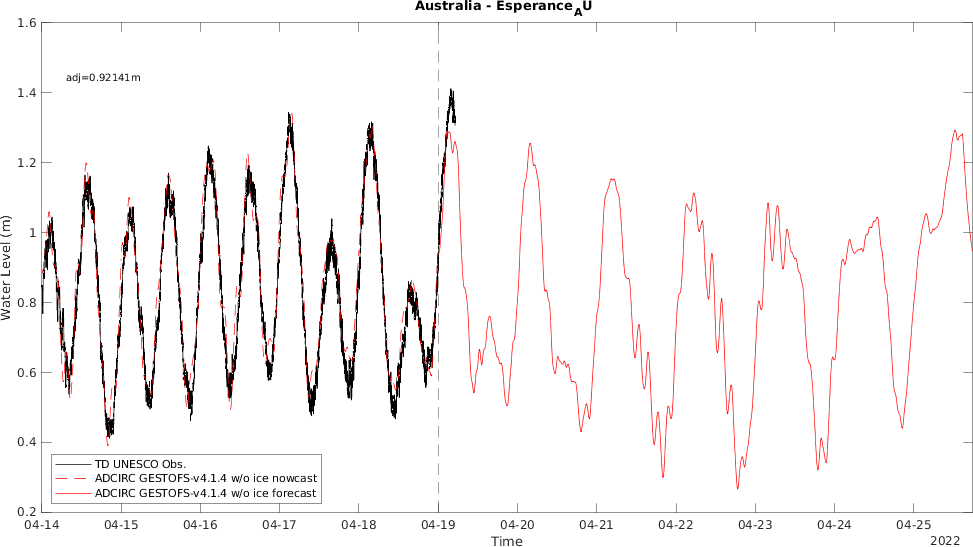 Australia - Esperance_AU
1.6
adj=0.92141m
1.4
1.2
1
0.8
0.6
0.4
0.2
Water Level (m)
TD UNESCO Obs.
ADCIRC GESTOFS-v4.1.4 w/o ice nowcast
ADCIRC GESTOFS-v4.1.4 w/o ice forecast
04-14 04-15 04-16 04-17 04-18 04-19 04-20 04-21 04-22 04-23 04-24 04-25
Time
2022